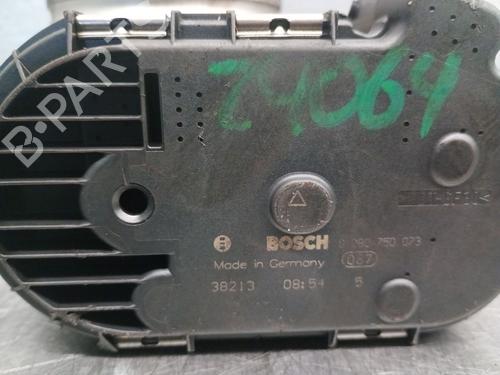 B-PARTS
24064
BOSCH 0 280 750 073
Made in Germany 087
38213 08:54 5